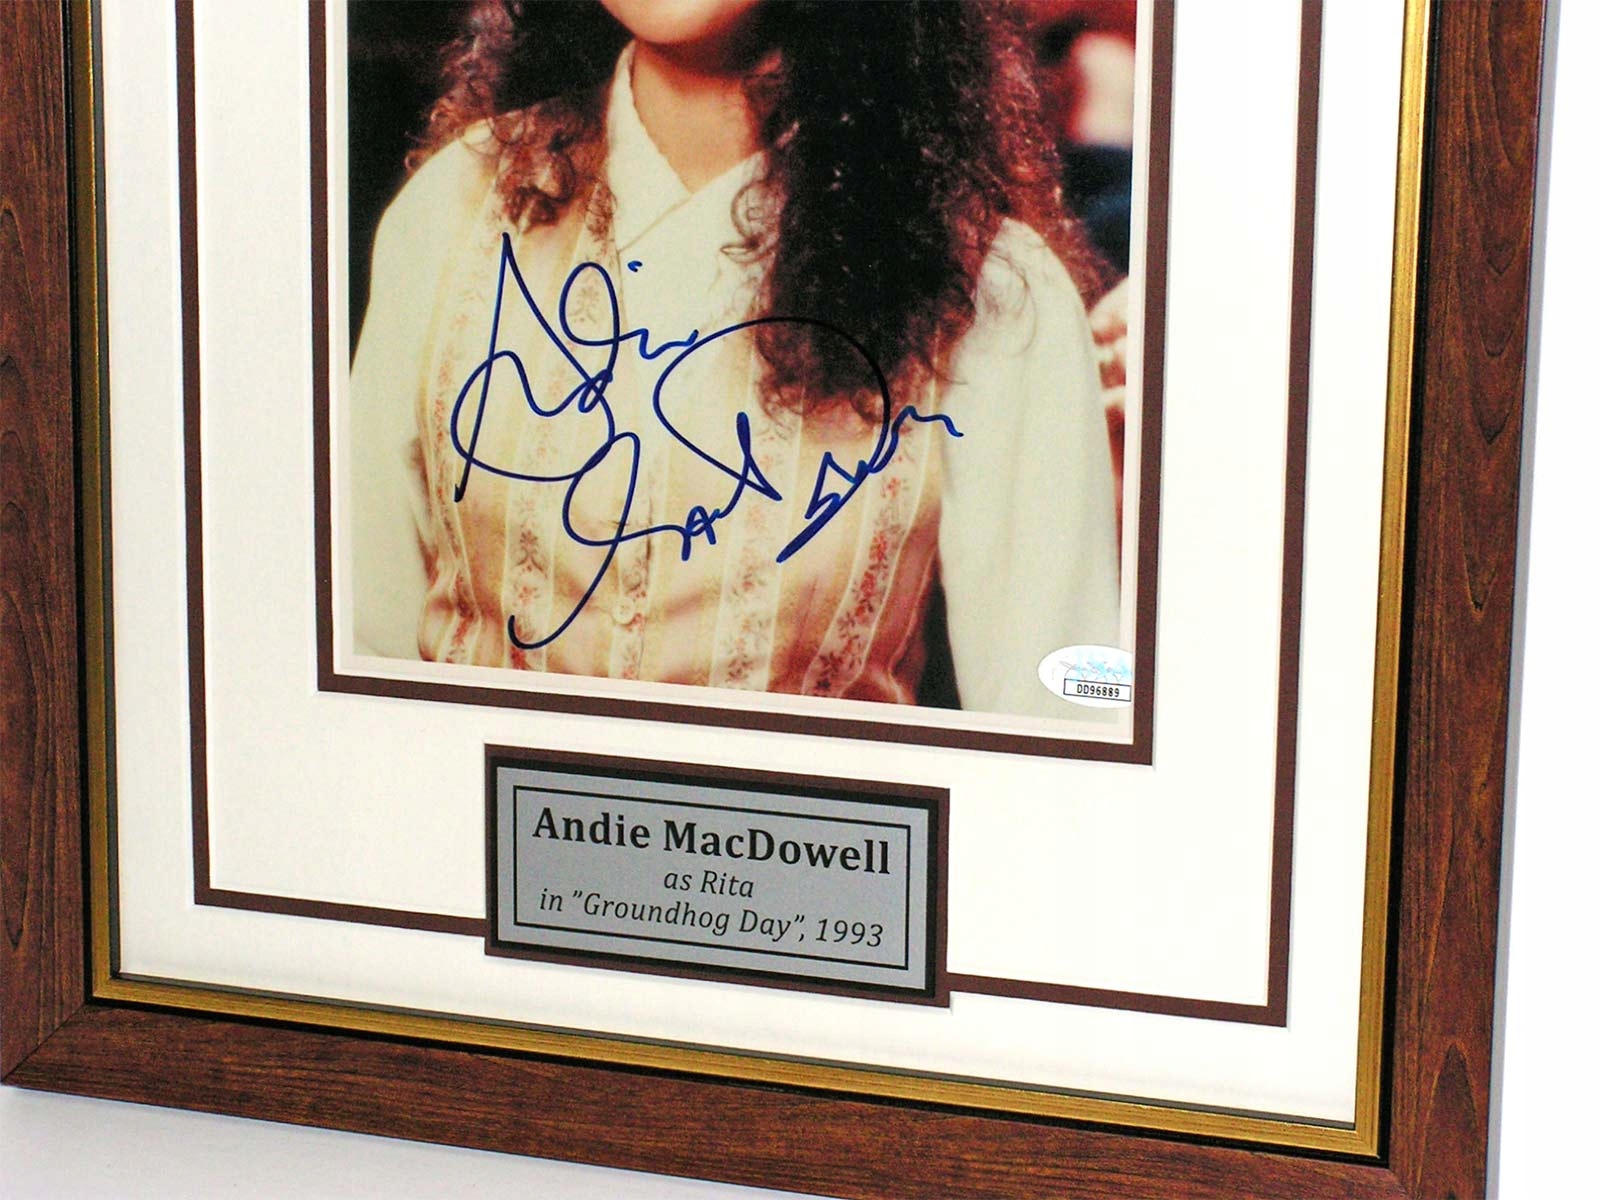 DD96889
Andie MacDowell
as Rita
in ”Groundhog Day”, 1993